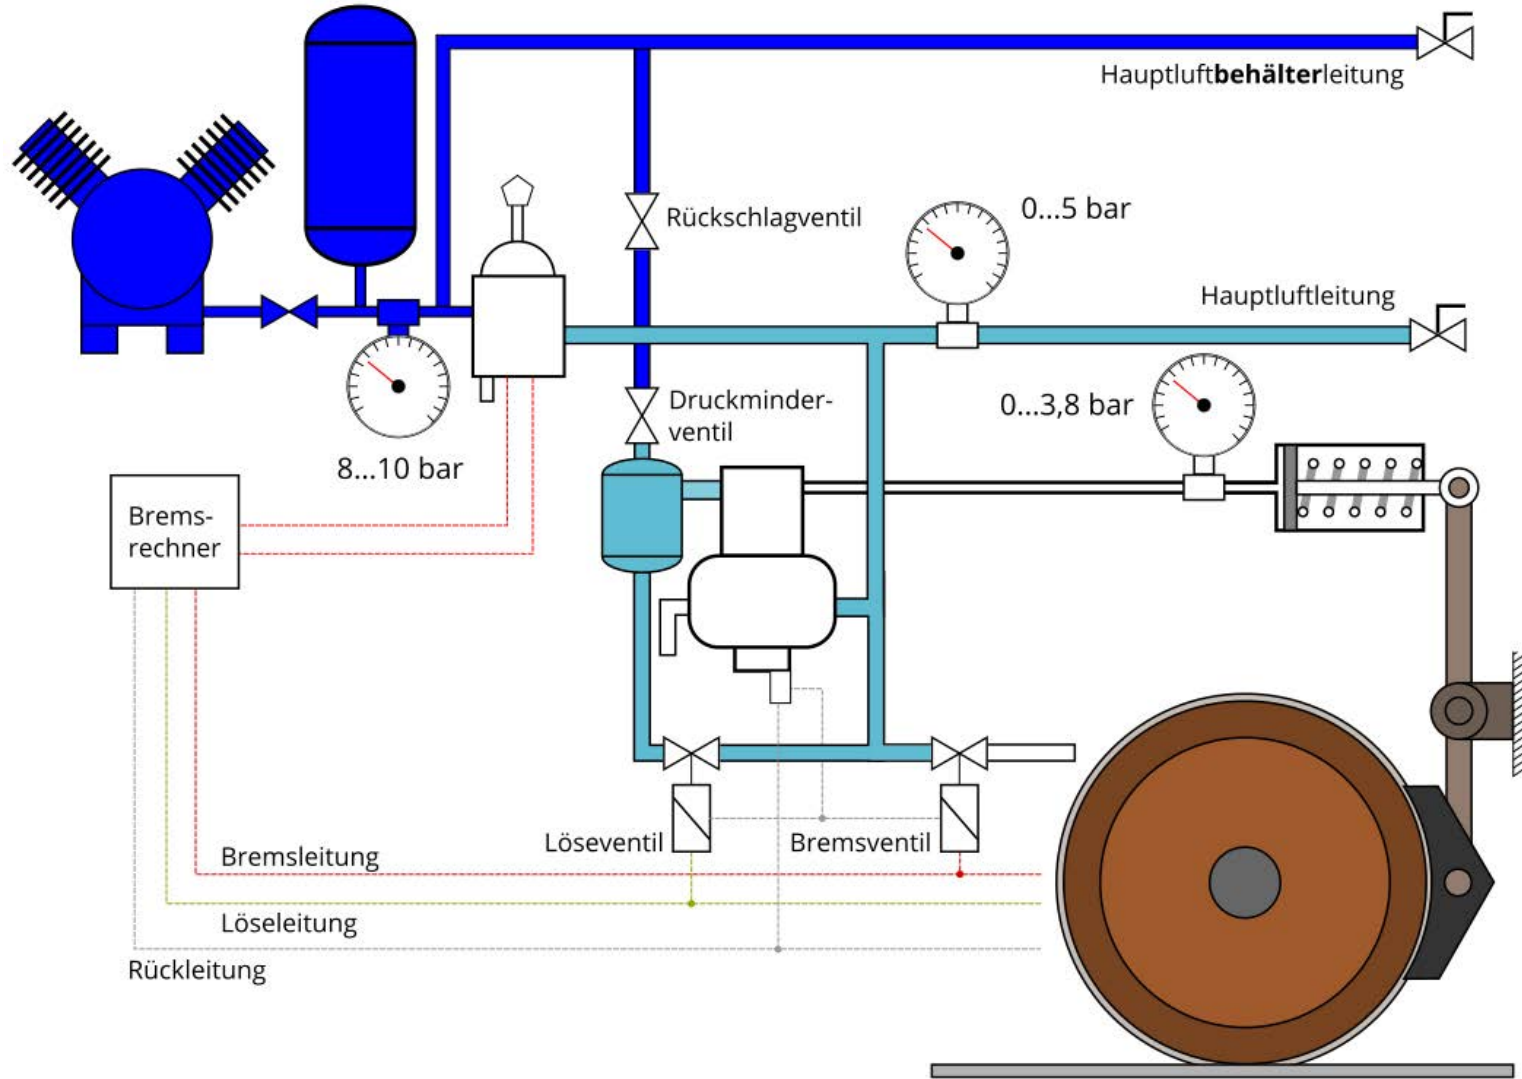 Hauptluftbehälterleitung
Rückschlagventil
0...5 bar
Hauptluftleitung
Druckminder-
ventil
0...3,8 bar
8...10 bar
Brems-
rechner
Löseventil
Bremsventil
Bremsleitung
Löseleitung
Rückleitung